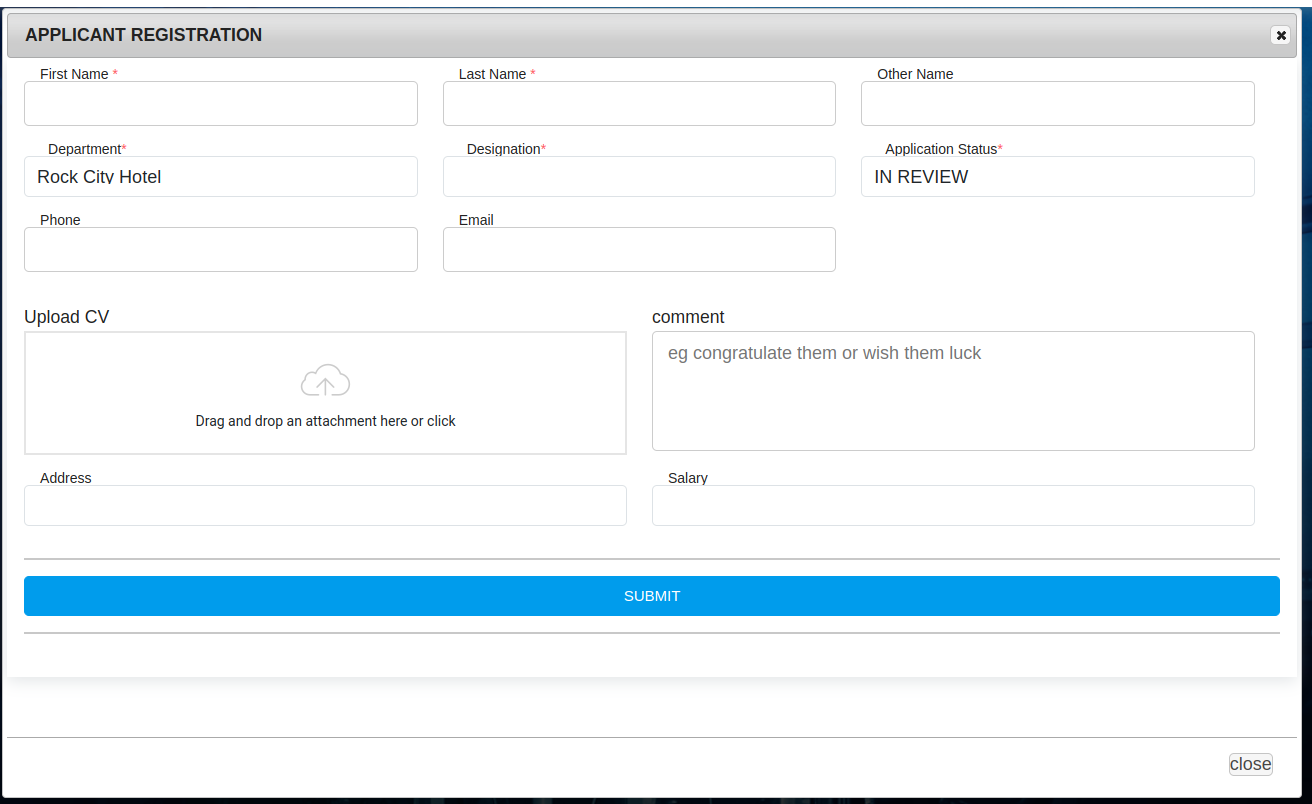 APPLICANT REGISTRATION
First Name * Last Name * Other Name
Department* Designation* Application Status*
Rock City Hotel IN REVIEW
Phone Email
Upload CV comment
eg congratulate them or wish them luck
Drag and drop an attachment here or click
Address Salary
SUBMIT
close